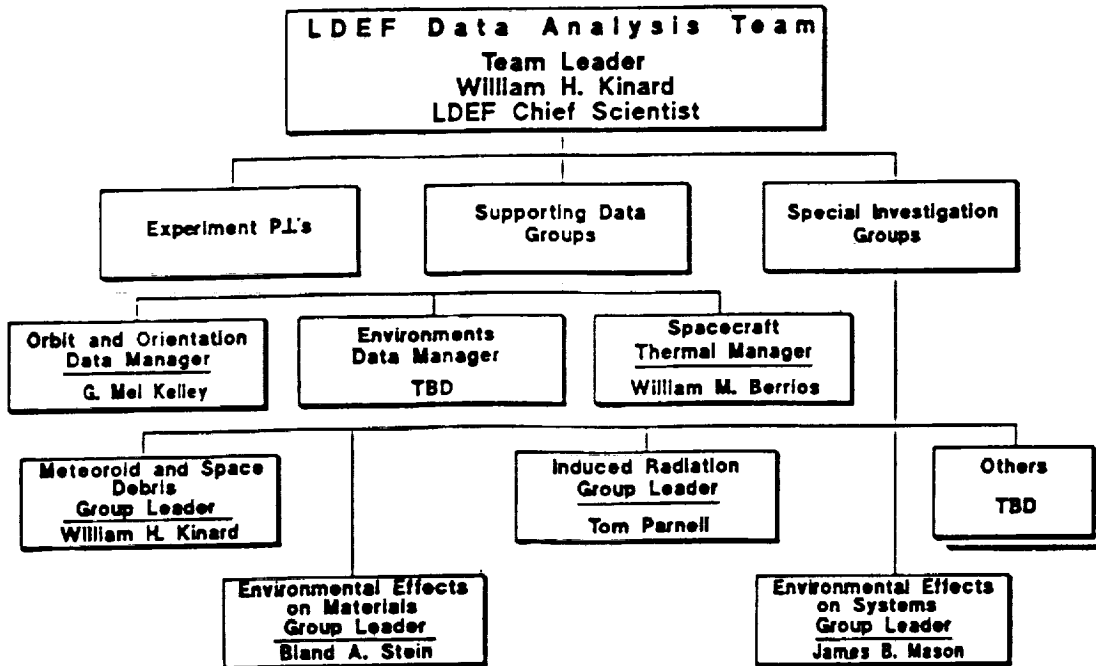 LDEF Data Analysis Team
Team Leader
William H. Kinard
LDEF Chief Scientist
Experiment P.I.'s
Supporting Data
Groups
Special Investigation
Groups
Orbit and Orientation
Data Manager
G. Mel Kelley
Environments
Data Manager
TBD
Spacecraft
Thermal Manager
William M. Berrios
Meteoroid and Space
Debris
Group Leader
William H. Kinard
Induced Radiation
Group Leader
Tom Parnell
Others
TBD
Environmental Effects
on Materials
Group Leader
Bland A. Stein
Environmental Effects
on Systems
Group Leader
James B. Mason